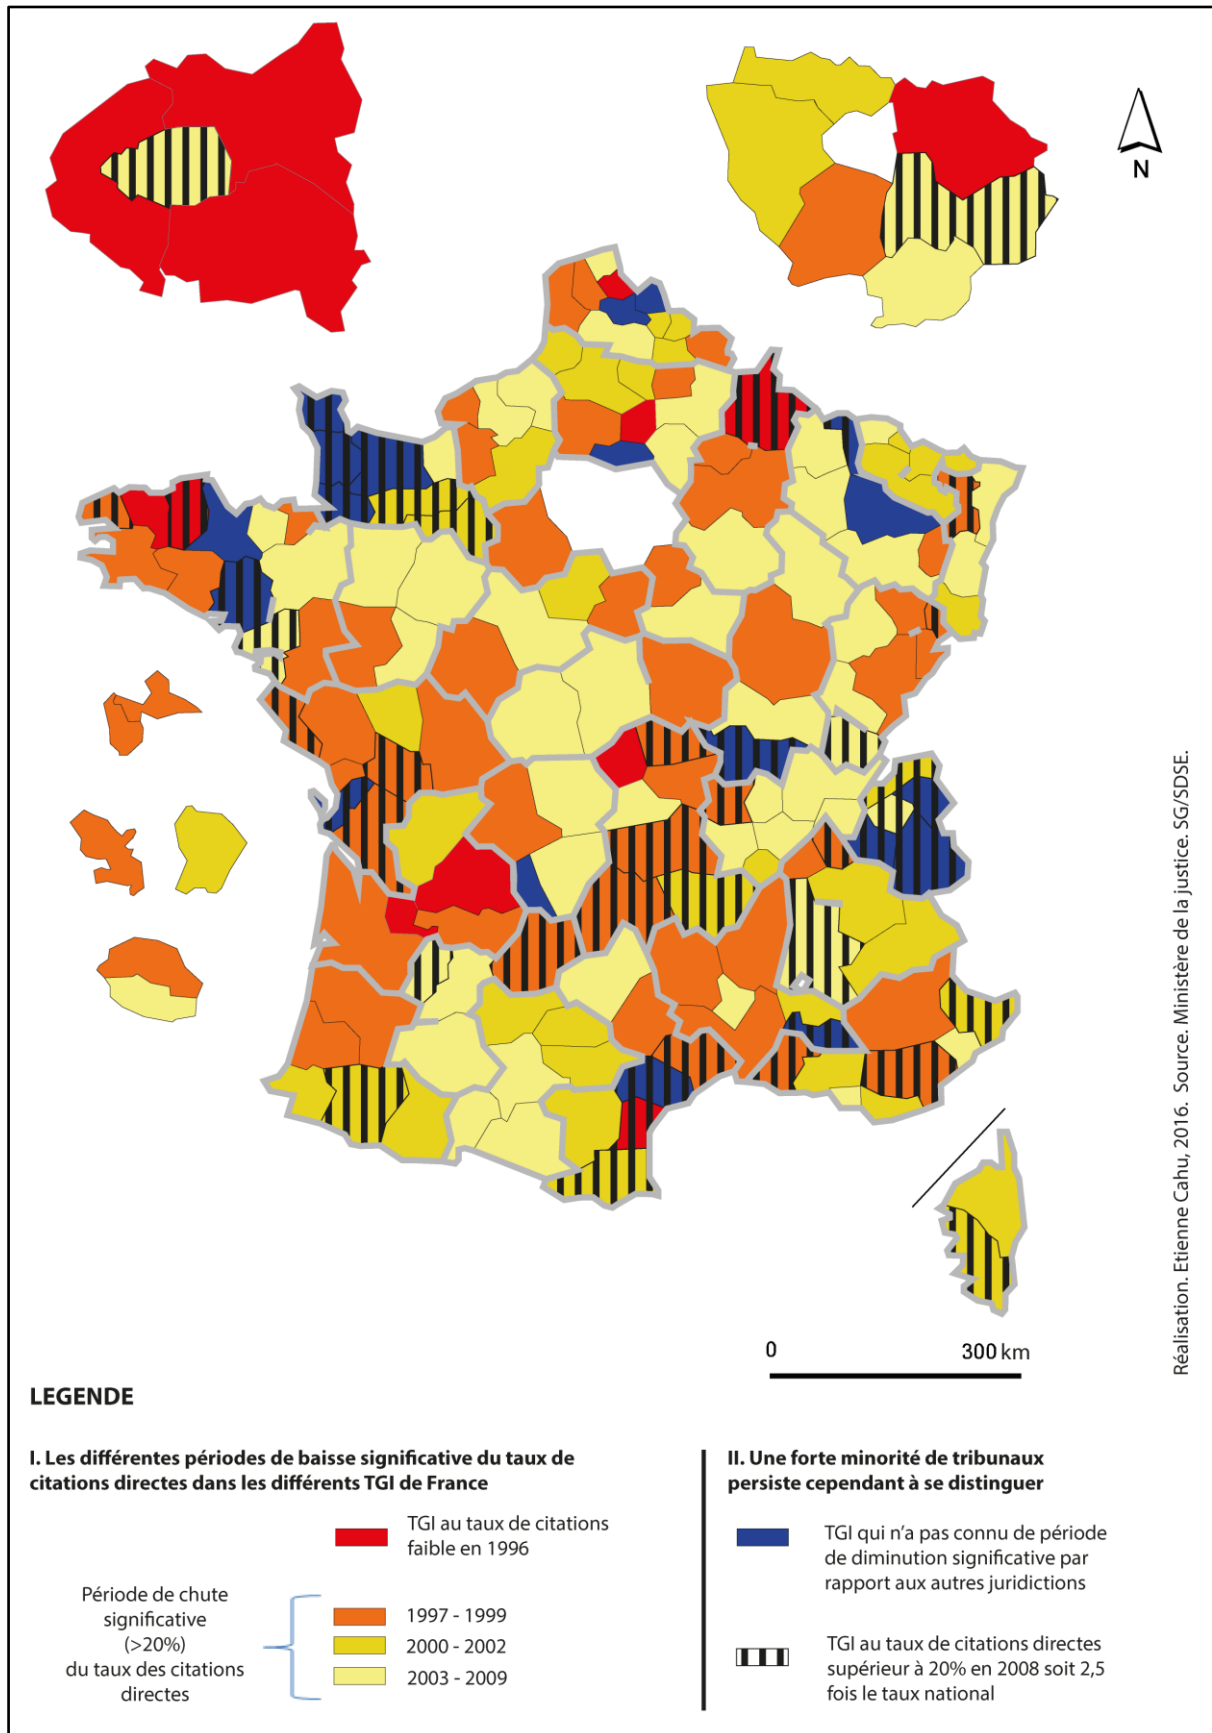 N
Réalisation. Etienne Cahu, 2016. Source. Ministère de la justice. SG/SDSE.
0 300 km
LEGENDE
I. Les différentes périodes de baisse significative du taux de
citations directes dans les différents TGI de France
TGI au taux de citations
faible en 1996
Période de chute
significative
(>20%)
du taux des citations
directes
1997 - 1999
2000 - 2002
2003 - 2009
II. Une forte minorité de tribunaux
persiste cependant à se distinguer
TGI qui n'a pas connu de période
de diminution significative par
rapport aux autres juridictions
TGI au taux de citations directes
supérieur à 20% en 2008 soit 2,5
fois le taux national